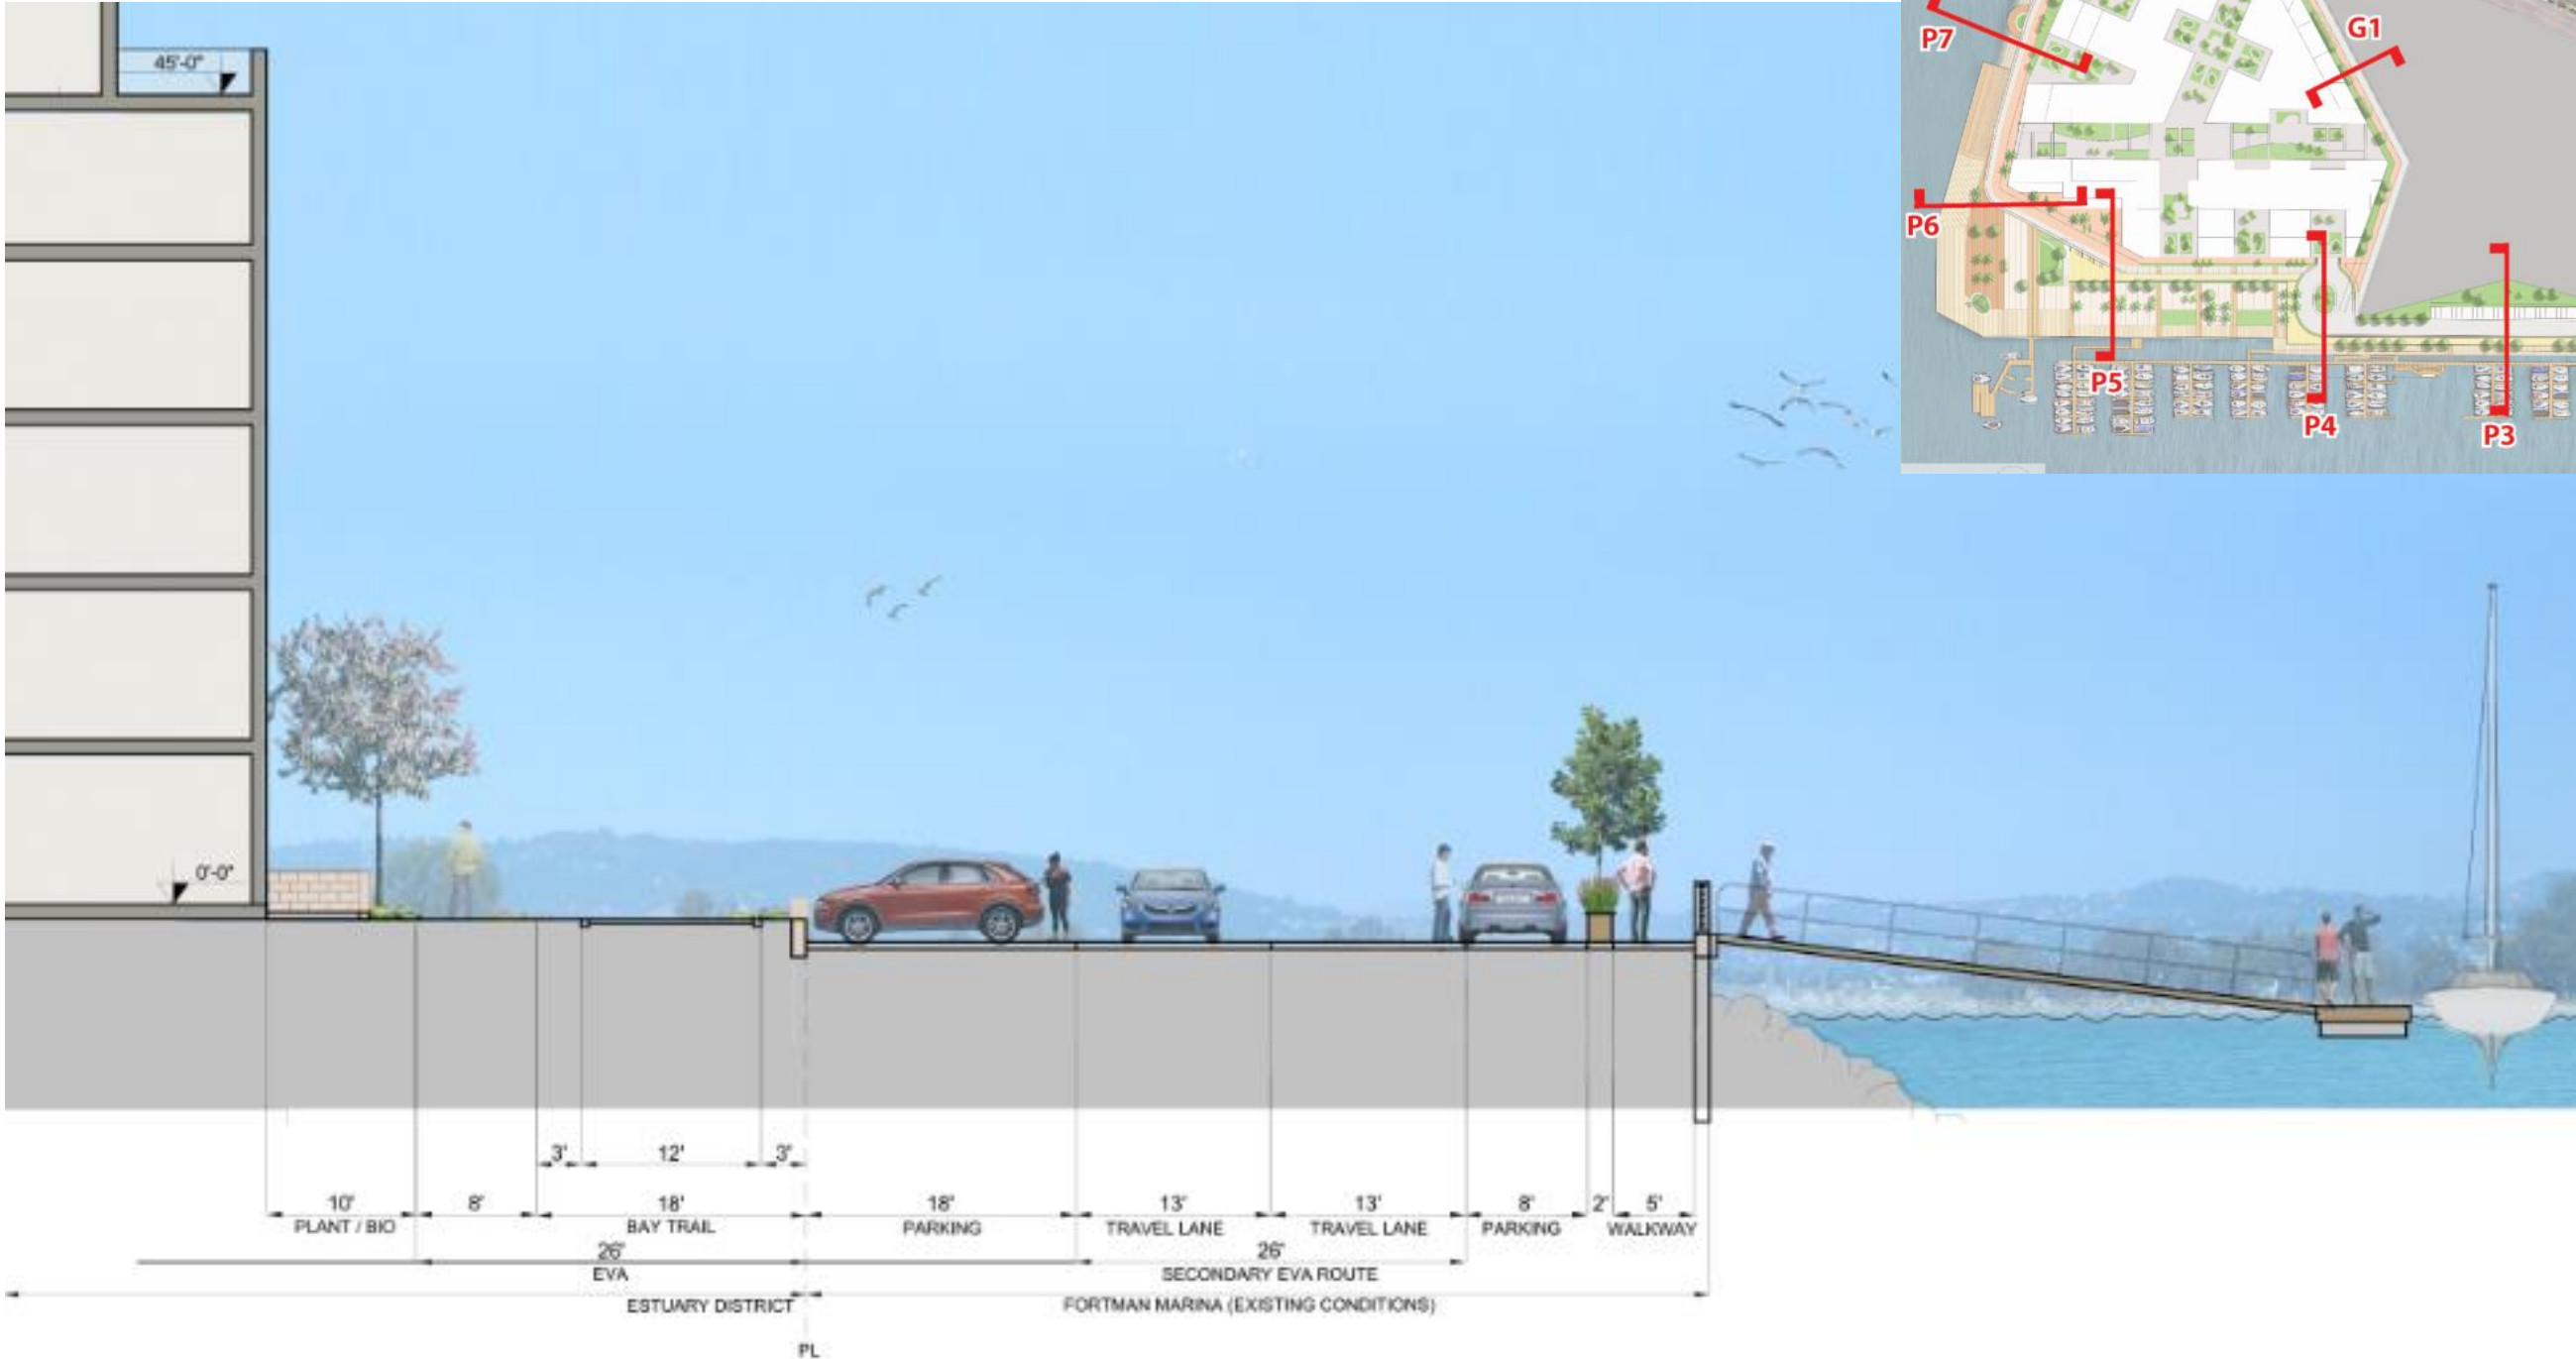 45'-0"
P7
G1
P6
P5
P4
P3
0'-0"
3' 12' 3'
10' 8' 18' 18' 13' 13' 8' 2' 5'
PLANT / BIO BAY TRAIL PARKING TRAVEL LANE TRAVEL LANE PARKING WALKWAY
26' 26'
EVA SECONDARY EVA ROUTE
ESTUARY DISTRICT FORTMAN MARINA (EXISTING CONDITIONS)
PL